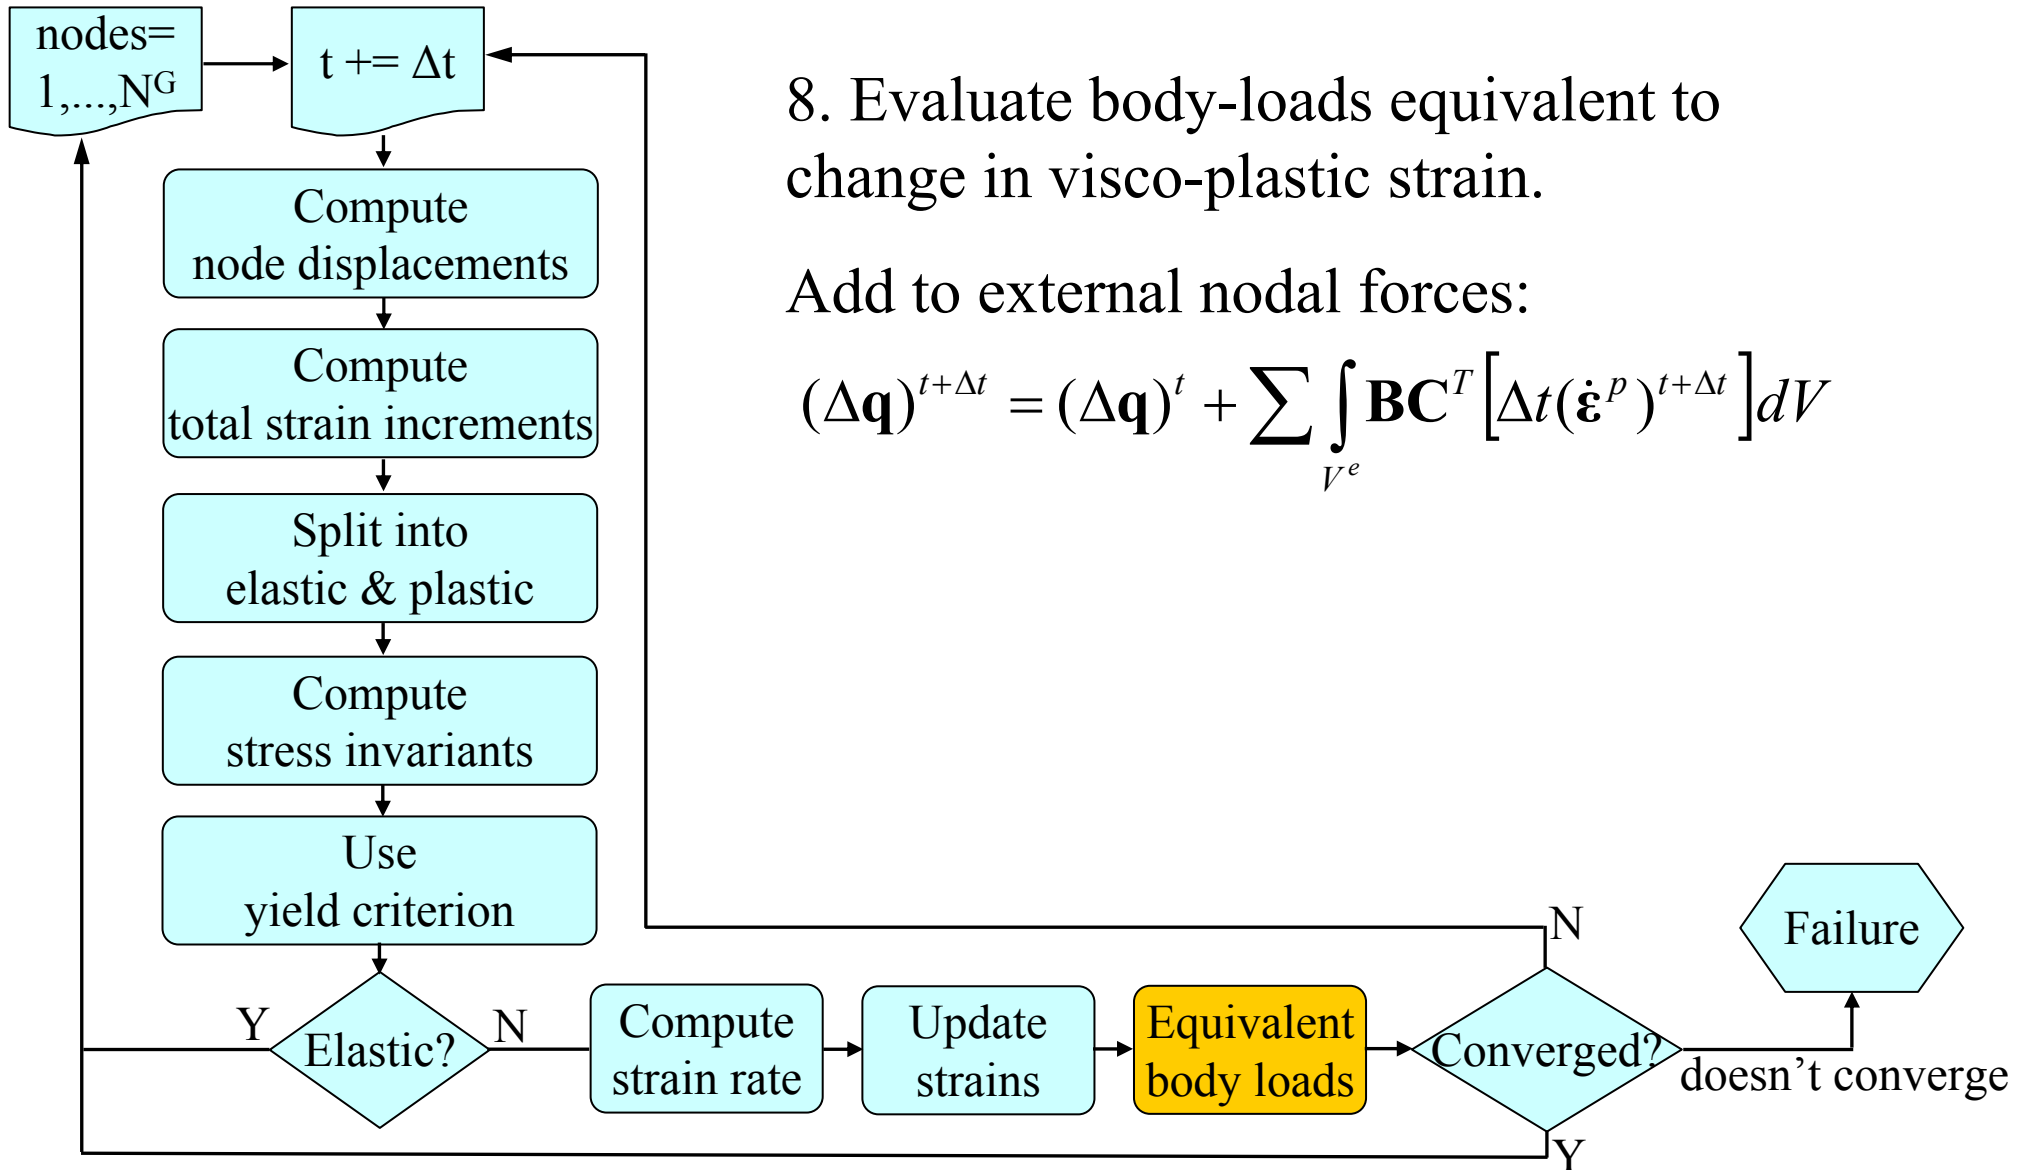 nodes=
1,...,N^G
t += Δt
8. Evaluate body-loads equivalent to
change in visco-plastic strain.
Add to external nodal forces:
(Δ𝐪)^{t+Δt} = (Δ𝐪)^t + ∑ ∫_{V^e} 𝐁𝐂^T [Δt(𝛆̇^p)^{t+Δt}] dV
Compute
node displacements
Compute
total strain increments
Split into
elastic & plastic
Compute
stress invariants
Use
yield criterion
Elastic?
Y
N
Compute
strain rate
Update
strains
Equivalent
body loads
Converged?
N
Y
doesn’t converge
Failure